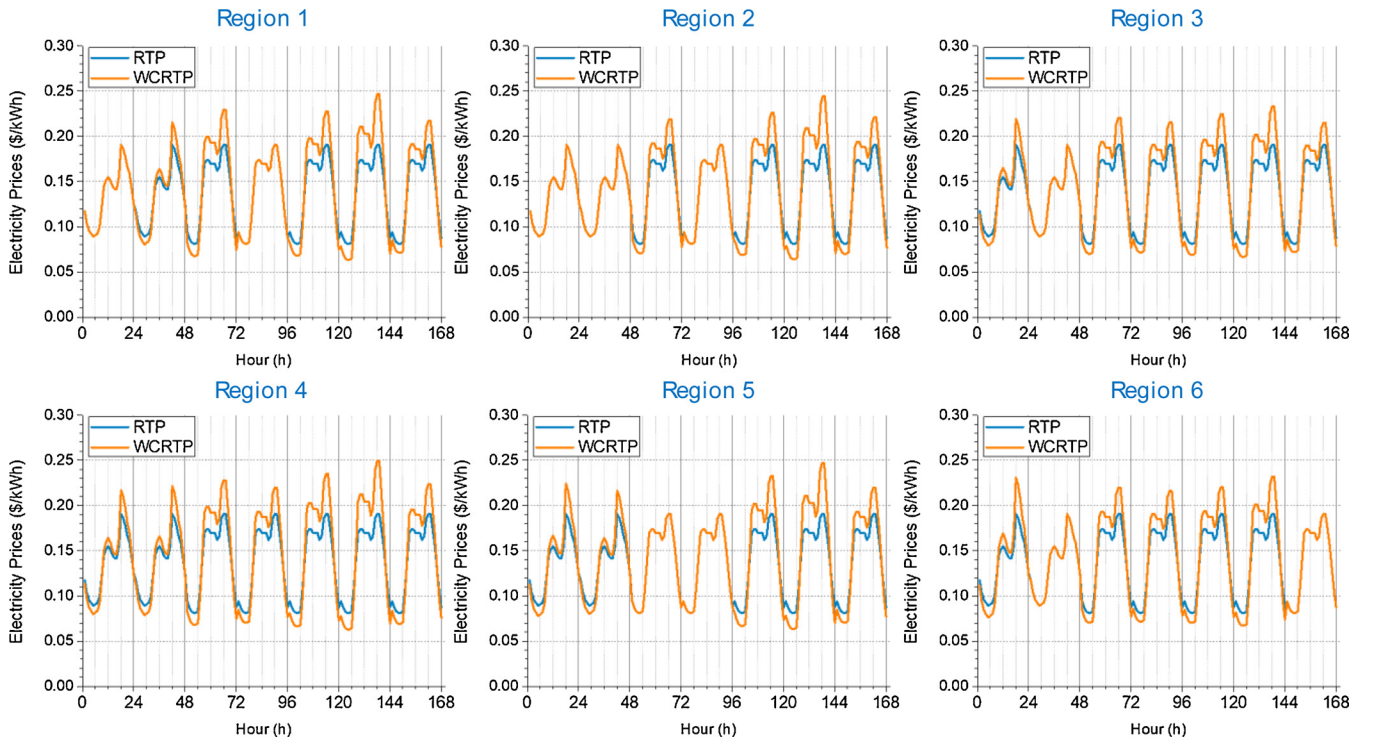 Region 1
Region 2
Region 3
RTP
WCRTP
RTP
WCRTP
RTP
WCRTP
Electricity Prices ($/kWh)
Electricity Prices ($/kWh)
Electricity Prices ($/kWh)
0.30
0.25
0.20
0.15
0.10
0.05
0.00
0.30
0.25
0.20
0.15
0.10
0.05
0.00
0.30
0.25
0.20
0.15
0.10
0.05
0.00
0 24 48 72 96 120 144 168
0 24 48 72 96 120 144 168
0 24 48 72 96 120 144 168
Hour (h)
Hour (h)
Hour (h)
Region 4
Region 5
Region 6
RTP
WCRTP
RTP
WCRTP
RTP
WCRTP
Electricity Prices ($/kWh)
Electricity Prices ($/kWh)
Electricity Prices ($/kWh)
0.30
0.25
0.20
0.15
0.10
0.05
0.00
0.30
0.25
0.20
0.15
0.10
0.05
0.00
0.30
0.25
0.20
0.15
0.10
0.05
0.00
0 24 48 72 96 120 144 168
0 24 48 72 96 120 144 168
0 24 48 72 96 120 144 168
Hour (h)
Hour (h)
Hour (h)